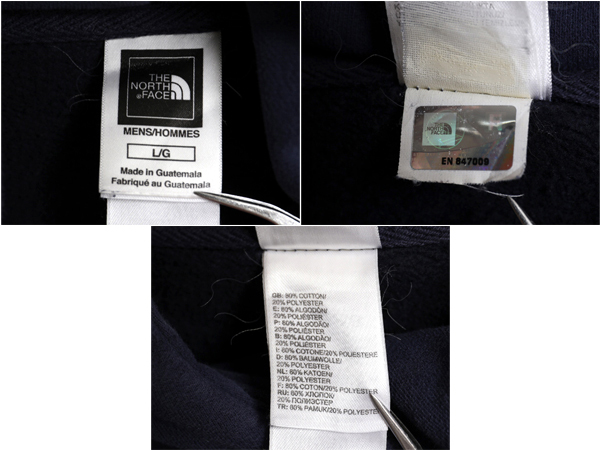 THE
NORTH
FACE
MENS/HOMMES
L/G
Made in Guatemala
Fabriqué au Guatemala
THE
NORTH
FACE
EN 847009
GB: 80% COTTON/
20% POLYESTER
E: 80% ALGODÓN/
20% POLIÉSTER
P: 80% ALGODÃO/
20% POLIÉSTER
B: 80% ALGODÃO/
20% POLIÉSTER
I: 80% COTONE/20% POLIESTERE
D: 80% BAUMWOLLE/
20% POLYESTER
NL: 80% KATOEN/
20% POLYESTER
F: 80% COTON/20% POLYESTER
RU: 80% ХЛОПОК/
20% ПОЛИЭСТЕР
TR: 80% PAMUK/20% POLYESTER